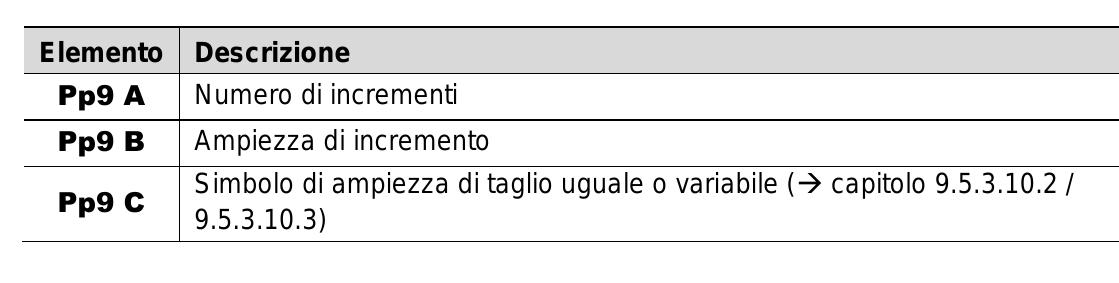 Elemento Descrizione
Pp9 A Numero di incrementi
Pp9 B Ampiezza di incremento
Pp9 C Simbolo di ampiezza di taglio uguale o variabile (→ capitolo 9.5.3.10.2 /
9.5.3.10.3)